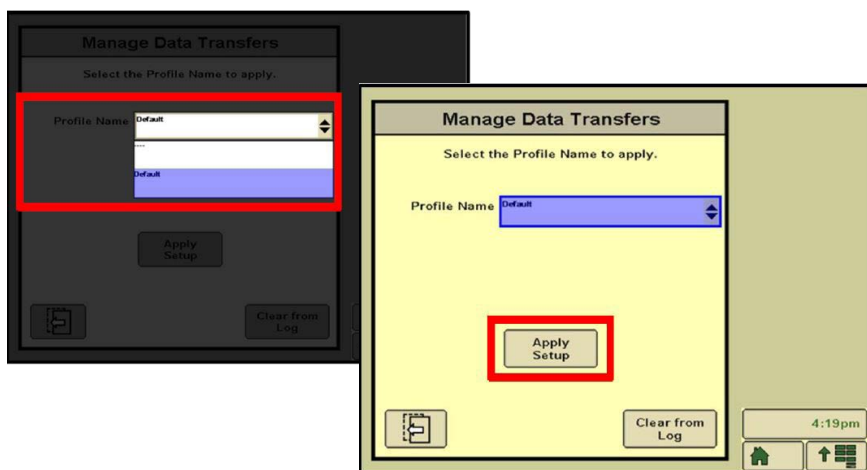 Manage Data Transfers
Select the Profile Name to apply.
Profile Name Default
----
Default
Apply
Setup
Clear from
Log
Manage Data Transfers
Select the Profile Name to apply.
Profile Name Default
Apply
Setup
Clear from
Log
4:19pm